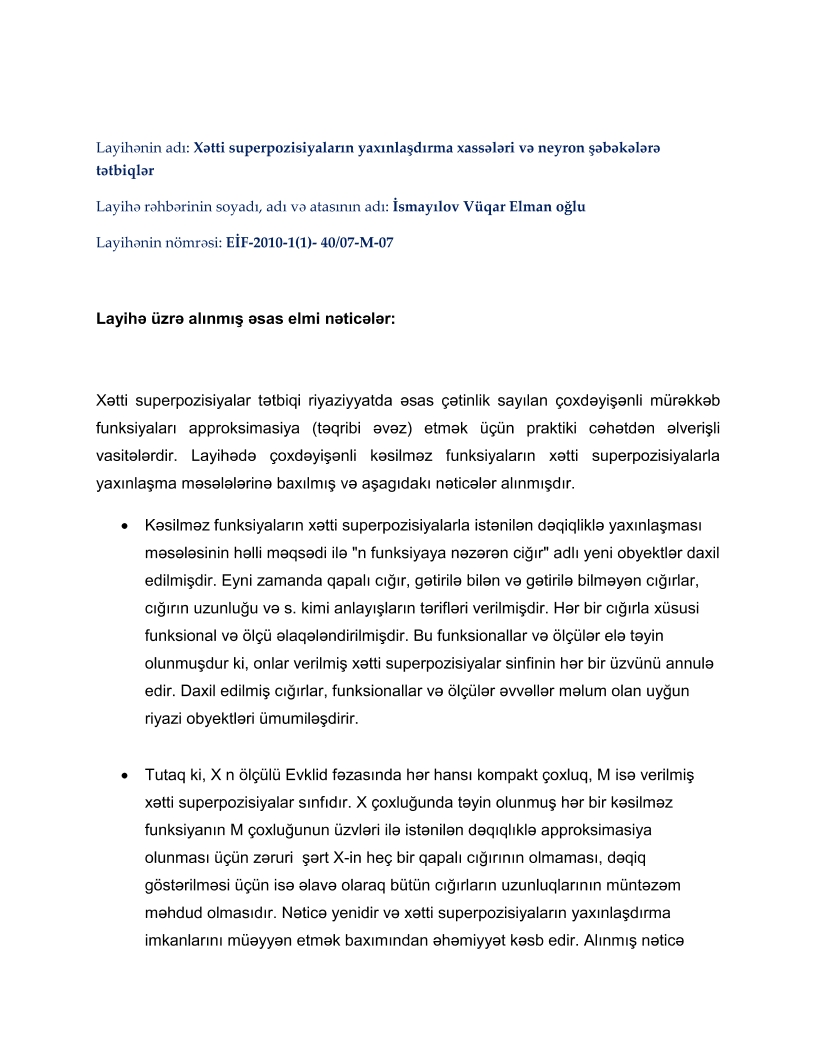 Layihənin adı: Xətti superpozisiyaların yaxınlaşdırma xassələri və neyron şəbəkələrə
tətbiqlər
Layihə rəhbərinin soyadı, adı və atasının adı: İsmayılov Vüqar Elman oğlu
Layihənin nömrəsi: EİF-2010-1(1)- 40/07-M-07
Layihə üzrə alınmış əsas elmi nəticələr:
Xətti superpozisiyalar tətbiqi riyaziyyatda əsas çətinlik sayılan çoxdəyişənli mürəkkəb
funksiyaları approksimasiya (təqribi əvəz) etmək üçün praktiki cəhətdən əlverişli
vasitələrdir. Layihədə çoxdəyişənli kəsilməz funksiyaların xətti superpozisiyalarla
yaxınlaşma məsələlərinə baxılmış və aşagıdakı nəticələr alınmışdır.
• Kəsilməz funksiyaların xətti superpozisiyalarla istənilən dəqiqliklə yaxınlaşması
məsələsinin həlli məqsədi ilə "n funksiyaya nəzərən ciğır" adlı yeni obyektlər daxil
edilmişdir. Eyni zamanda qapalı cığır, gətirilə bilən və gətirilə bilməyən cığırlar,
cığırın uzunluğu və s. kimi anlayışların tərifləri verilmişdir. Hər bir cığırla xüsusi
funksional və ölçü əlaqələndirilmişdir. Bu funksionallar və ölçülər elə təyin
olunmuşdur ki, onlar verilmiş xətti superpozisiyalar sinfinin hər bir üzvünü annulə
edir. Daxil edilmiş cığırlar, funksionallar və ölçülər əvvəllər məlum olan uyğun
riyazi obyektləri ümumiləşdirir.
• Tutaq ki, X n ölçülü Evklid fəzasında hər hansı kompakt çoxluq, M isə verilmiş
xətti superpozisiyalar sınfıdır. X çoxluğunda təyin olunmuş hər bir kəsilməz
funksiyanın M çoxluğunun üzvləri ilə istənilən dəqıqlıklə approksimasiya
olunması üçün zəruri şərt X-in heç bir qapalı cığırının olmaması, dəqiq
göstərilməsi üçün isə əlavə olaraq bütün cığırların uzunluqlarının müntəzəm
məhdud olmasıdır. Nəticə yenidir və xətti superpozisiyaların yaxınlaşdırma
imkanlarını müəyyən etmək baxımından əhəmiyyət kəsb edir. Alınmış nəticə